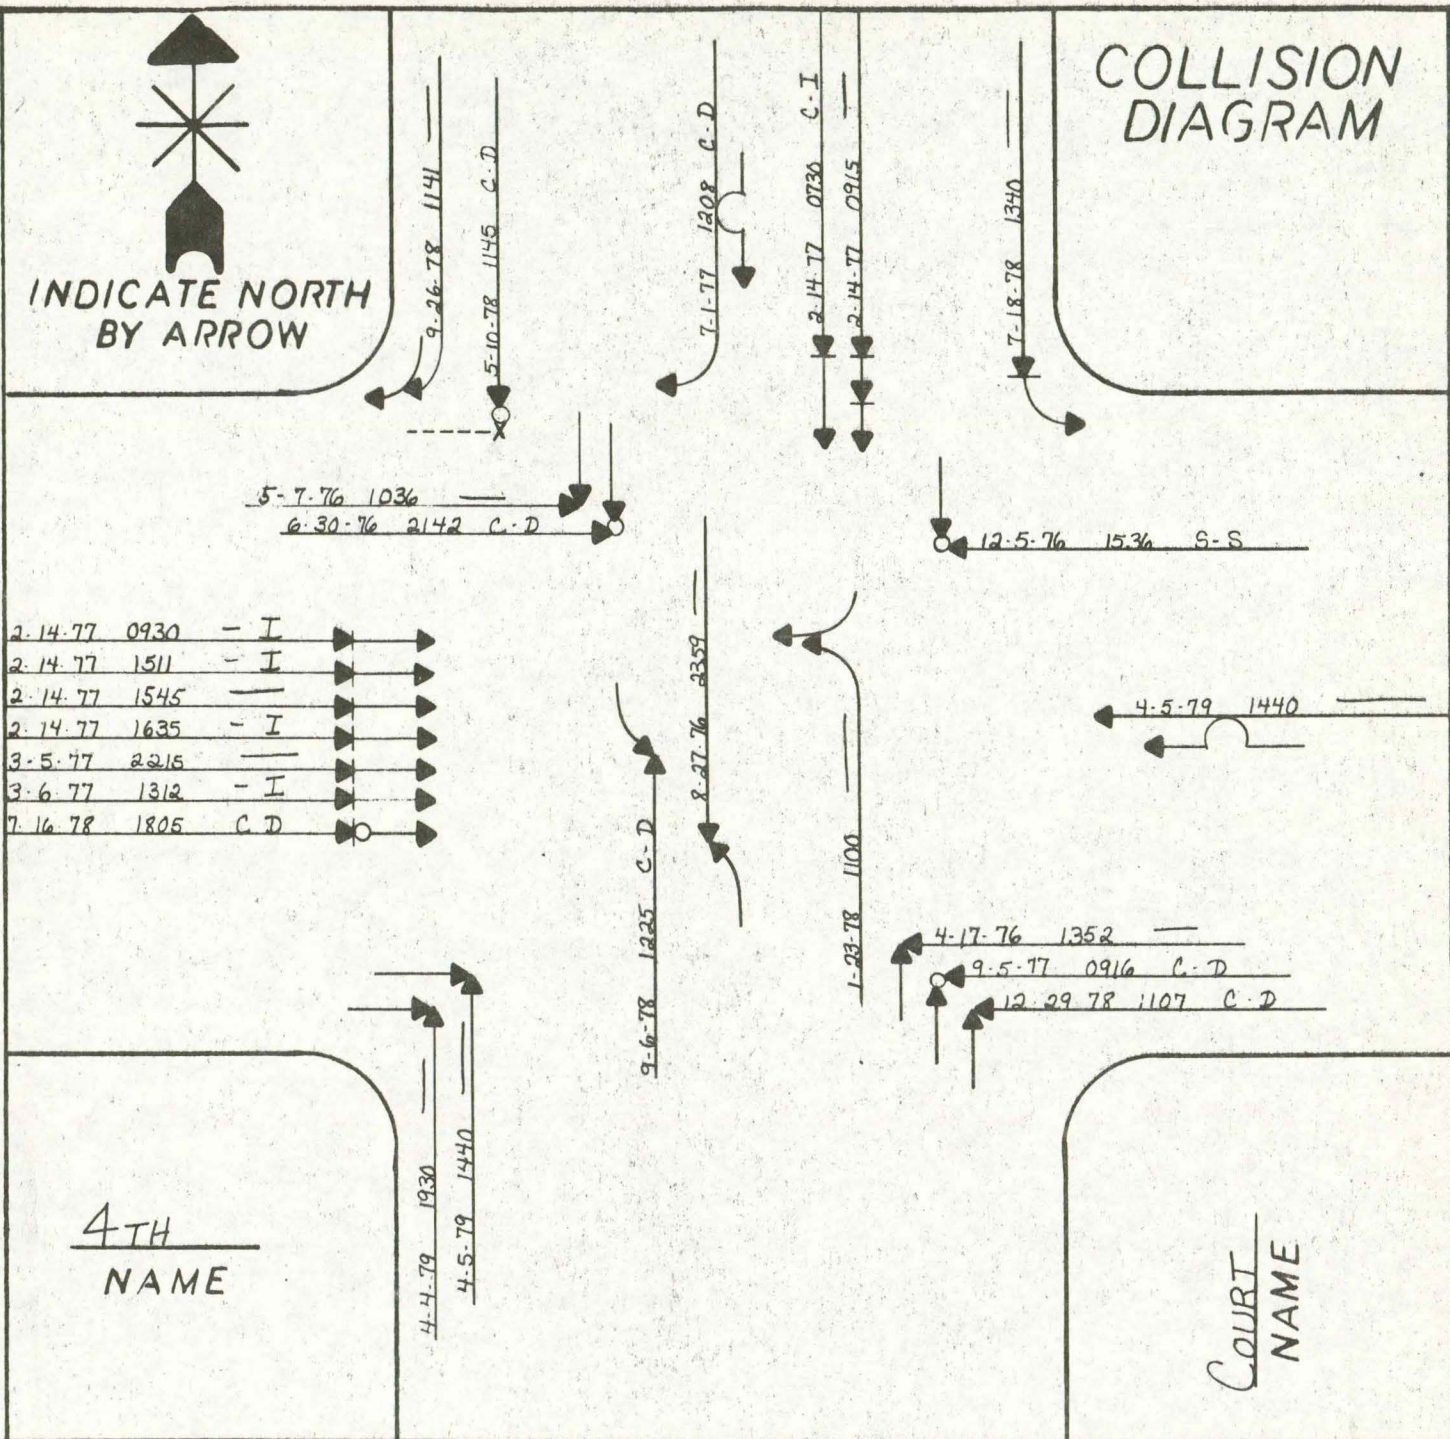 COLLISION
DIAGRAM
INDICATE NORTH
BY ARROW
9-26-78 1141 —
5-10-78 1145 C-D
7-1-77 1208 C-D
2-14-77 0730 C-I
2-14-77 0915 —
7-18-78 1340 —
5-7-76 1036 —
6-30-76 2142 C-D
12-5-76 1536 S-S
2-14-77 0930 - I
2-14-77 1511 - I
2-14-77 1545 —
2-14-77 1635 - I
3-5-77 2215 —
3-6-77 1312 - I
7-16-78 1805 C D
8-27-76 2359 —
9-6-78 1225 C-D
1-23-78 1100 —
4-5-79 1440 —
4-17-76 1352 —
9-5-77 0916 C-D
12-29-78 1107 C-D
4-4-79 1930 —
4-5-79 1440 —
4TH
NAME
COURT
NAME